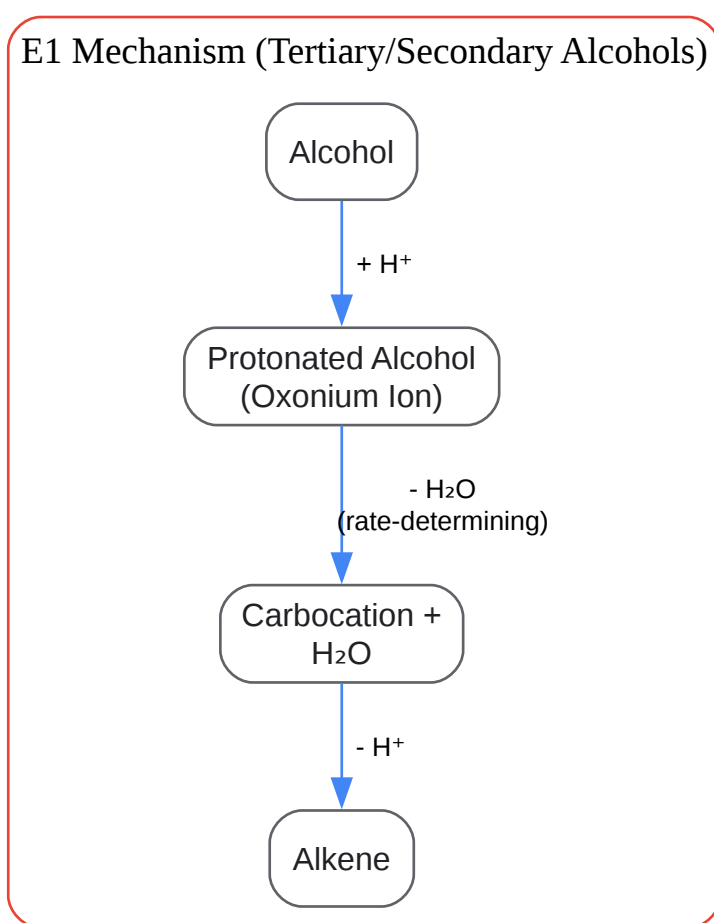 E1 Mechanism (Tertiary/Secondary Alcohols)
Alcohol
+ H⁺
Protonated Alcohol
(Oxonium Ion)
- H₂O
(rate-determining)
Carbocation +
H₂O
- H⁺
Alkene